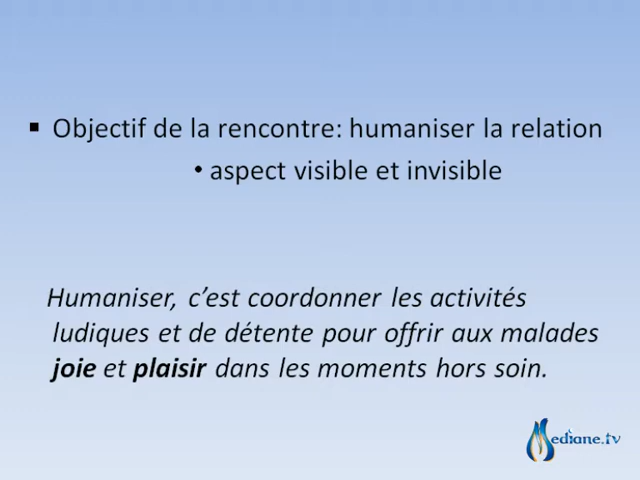 ▪ Objectif de la rencontre: humaniser la relation
• aspect visible et invisible
Humaniser, c’est coordonner les activités
ludiques et de détente pour offrir aux malades
joie et plaisir dans les moments hors soin.
Mediane.tv